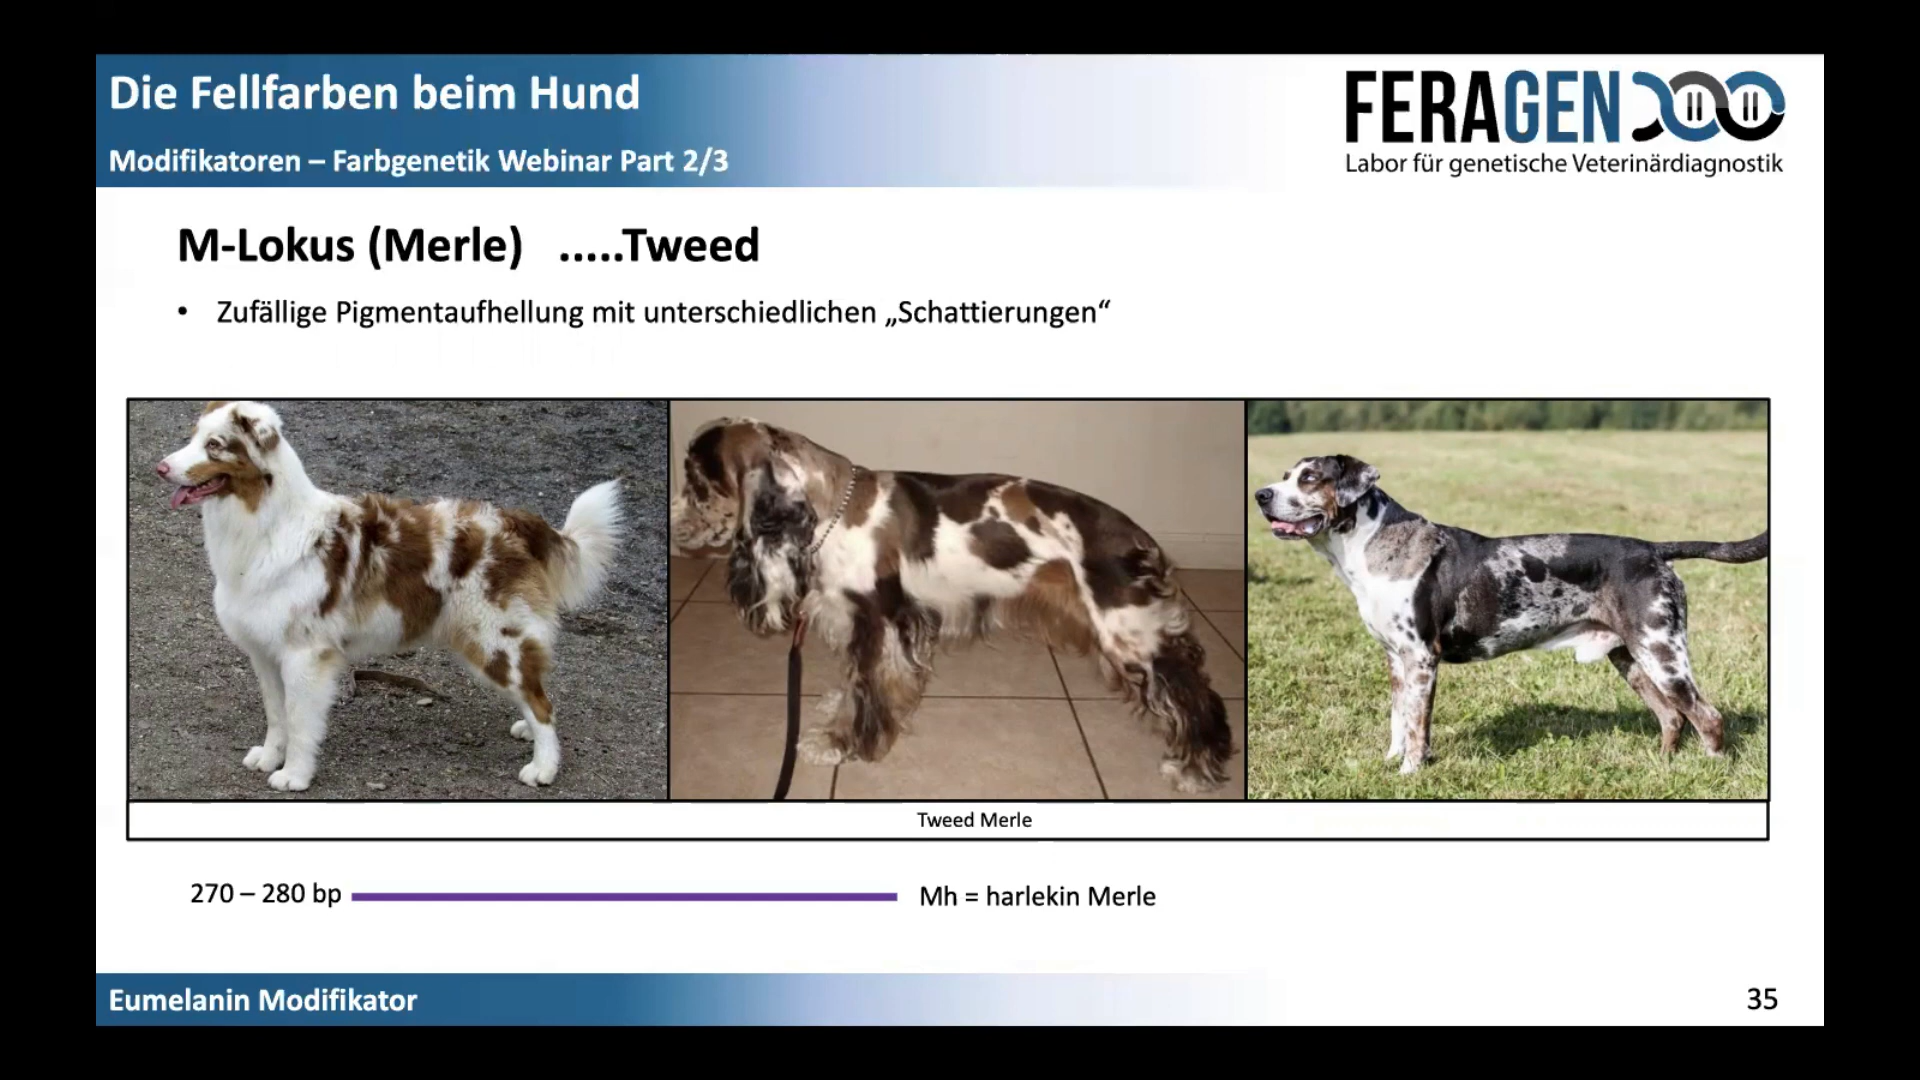 Die Fellfarben beim Hund
Modifikatoren – Farbgenetik Webinar Part 2/3
FERAGEN
Labor für genetische Veterinärdiagnostik
M-Lokus (Merle) .....Tweed
• Zufällige Pigmentaufhellung mit unterschiedlichen „Schattierungen“
Tweed Merle
270 – 280 bp
Mh = harlekin Merle
Eumelanin Modifikator
35